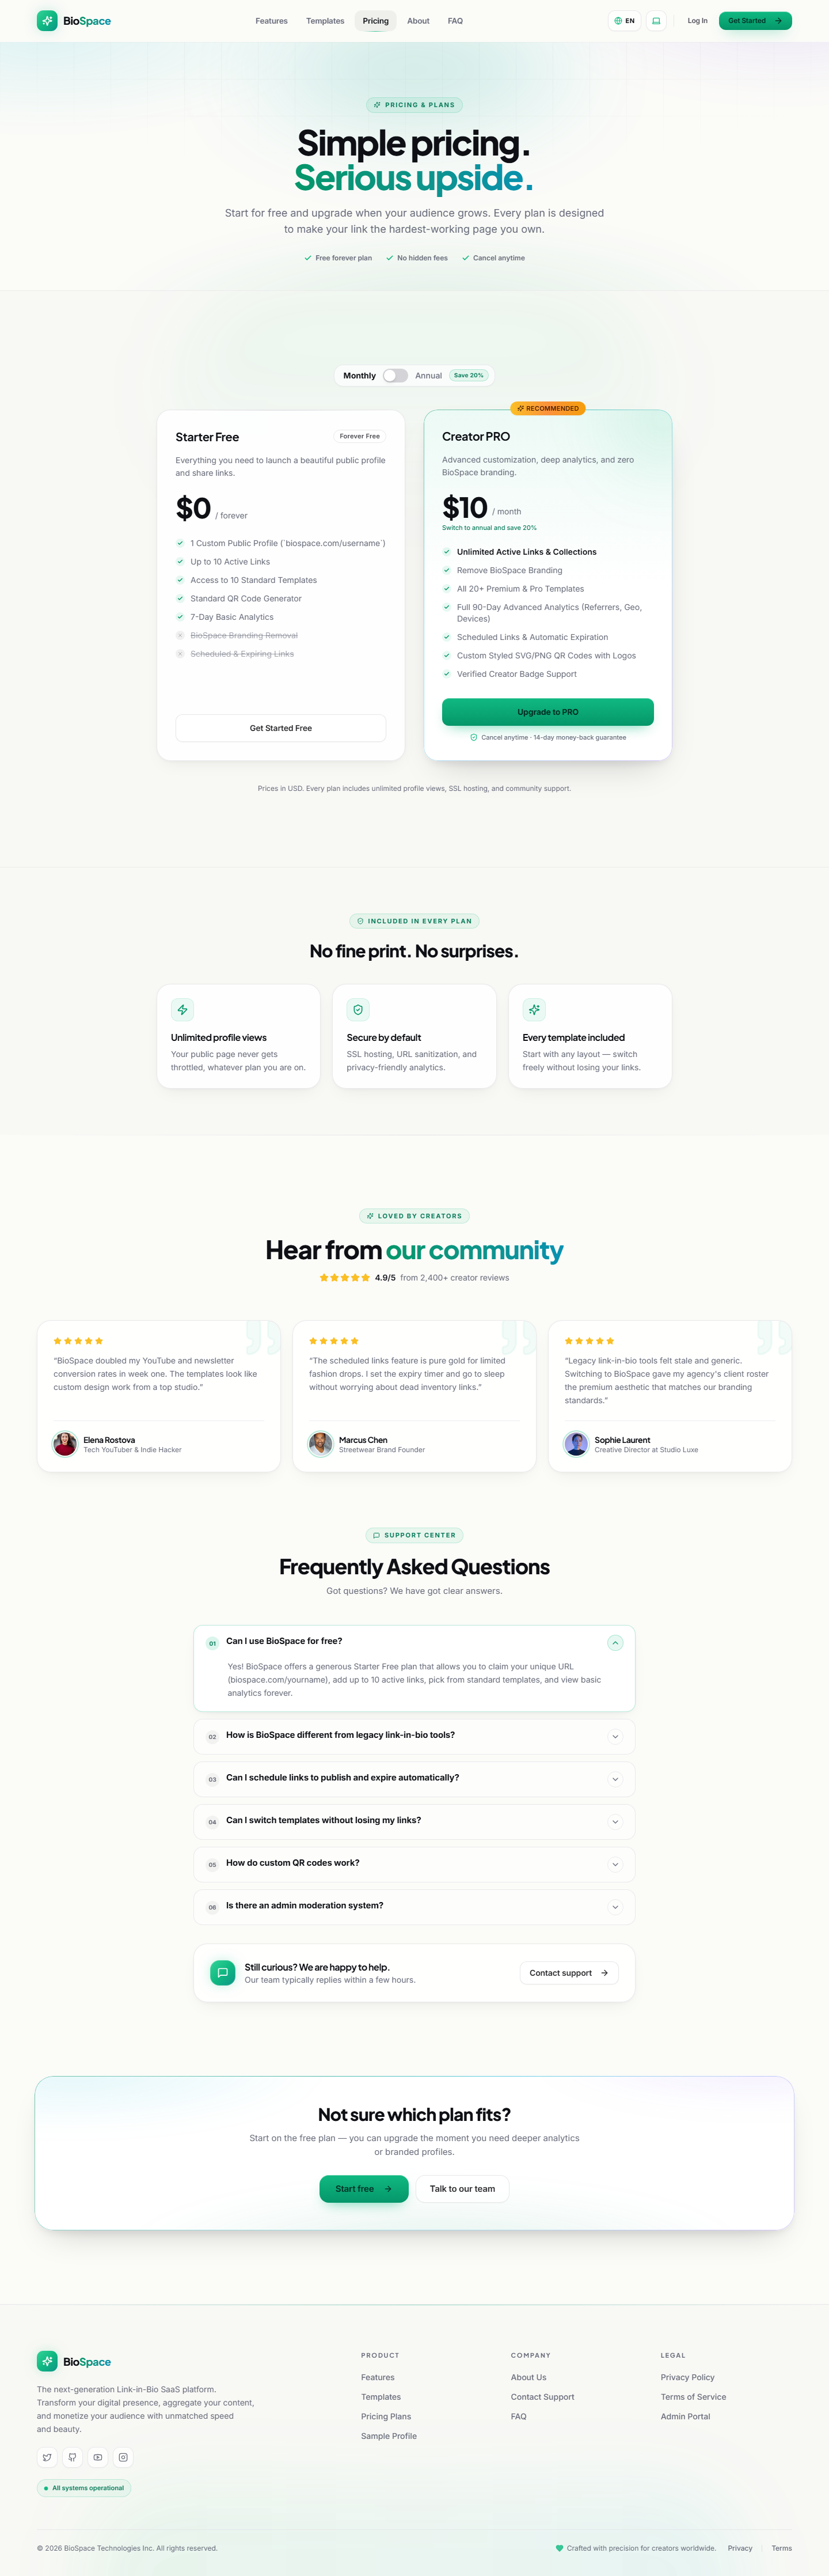 BioSpace
Features
Templates
Pricing
About
FAQ
EN
Log In
Get Started
PRICING & PLANS
Simple pricing.
Serious upside.
Start for free and upgrade when your audience grows. Every plan is designed
to make your link the hardest-working page you own.
Free forever plan
No hidden fees
Cancel anytime
Monthly
Annual
Save 20%
Starter Free
Forever Free
Everything you need to launch a beautiful public profile
and share links.
$0 / forever
1 Custom Public Profile (`biospace.com/username`)
Up to 10 Active Links
Access to 10 Standard Templates
Standard QR Code Generator
7-Day Basic Analytics
BioSpace Branding Removal
Scheduled & Expiring Links
Get Started Free
RECOMMENDED
Creator PRO
Advanced customization, deep analytics, and zero
BioSpace branding.
$10 / month
Switch to annual and save 20%
Unlimited Active Links & Collections
Remove BioSpace Branding
All 20+ Premium & Pro Templates
Full 90-Day Advanced Analytics (Referrers, Geo,
Devices)
Scheduled Links & Automatic Expiration
Custom Styled SVG/PNG QR Codes with Logos
Verified Creator Badge Support
Upgrade to PRO
Cancel anytime · 14-day money-back guarantee
Prices in USD. Every plan includes unlimited profile views, SSL hosting, and community support.
INCLUDED IN EVERY PLAN
No fine print. No surprises.
Unlimited profile views
Your public page never gets
throttled, whatever plan you are on.
Secure by default
SSL hosting, URL sanitization, and
privacy-friendly analytics.
Every template included
Start with any layout — switch
freely without losing your links.
LOVED BY CREATORS
Hear from our community
4.9/5 from 2,400+ creator reviews
"BioSpace doubled my YouTube and newsletter
conversion rates in week one. The templates look like
custom design work from a top studio."
Elena Rostova
Tech YouTuber & Indie Hacker
"The scheduled links feature is pure gold for limited
fashion drops. I set the expiry timer and go to sleep
without worrying about dead inventory links."
Marcus Chen
Streetwear Brand Founder
"Legacy link-in-bio tools felt stale and generic.
Switching to BioSpace gave my agency's client roster
the premium aesthetic that matches our branding
standards."
Sophie Laurent
Creative Director at Studio Luxe
SUPPORT CENTER
Frequently Asked Questions
Got questions? We have got clear answers.
01 Can I use BioSpace for free?
Yes! BioSpace offers a generous Starter Free plan that allows you to claim your unique URL
(biospace.com/yourname), add up to 10 active links, pick from standard templates, and view basic
analytics forever.
02 How is BioSpace different from legacy link-in-bio tools?
03 Can I schedule links to publish and expire automatically?
04 Can I switch templates without losing my links?
05 How do custom QR codes work?
06 Is there an admin moderation system?
Still curious? We are happy to help.
Our team typically replies within a few hours.
Contact support
Not sure which plan fits?
Start on the free plan — you can upgrade the moment you need deeper analytics
or branded profiles.
Start free
Talk to our team
BioSpace
The next-generation Link-in-Bio SaaS platform.
Transform your digital presence, aggregate your content,
and monetize your audience with unmatched speed
and beauty.
All systems operational
PRODUCT
Features
Templates
Pricing Plans
Sample Profile
COMPANY
About Us
Contact Support
FAQ
LEGAL
Privacy Policy
Terms of Service
Admin Portal
© 2026 BioSpace Technologies Inc. All rights reserved.
Crafted with precision for creators worldwide.
Privacy
Terms